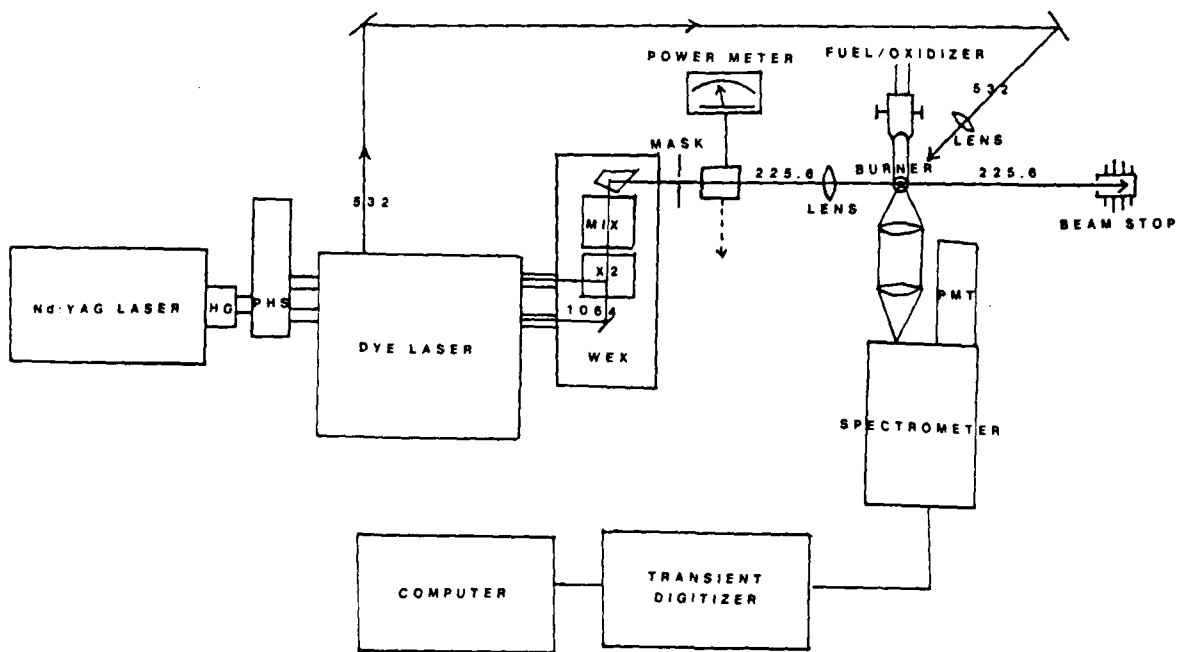 FUEL/OXIDIZER
POWER METER
532
LENS
MASK
BURNER
225.6
225.6
LENS
BEAM STOP
532
MIX
X2
1064
WEX
Nd:YAG LASER
HG
PHS
DYE LASER
PMT
SPECTROMETER
COMPUTER
TRANSIENT
DIGITIZER